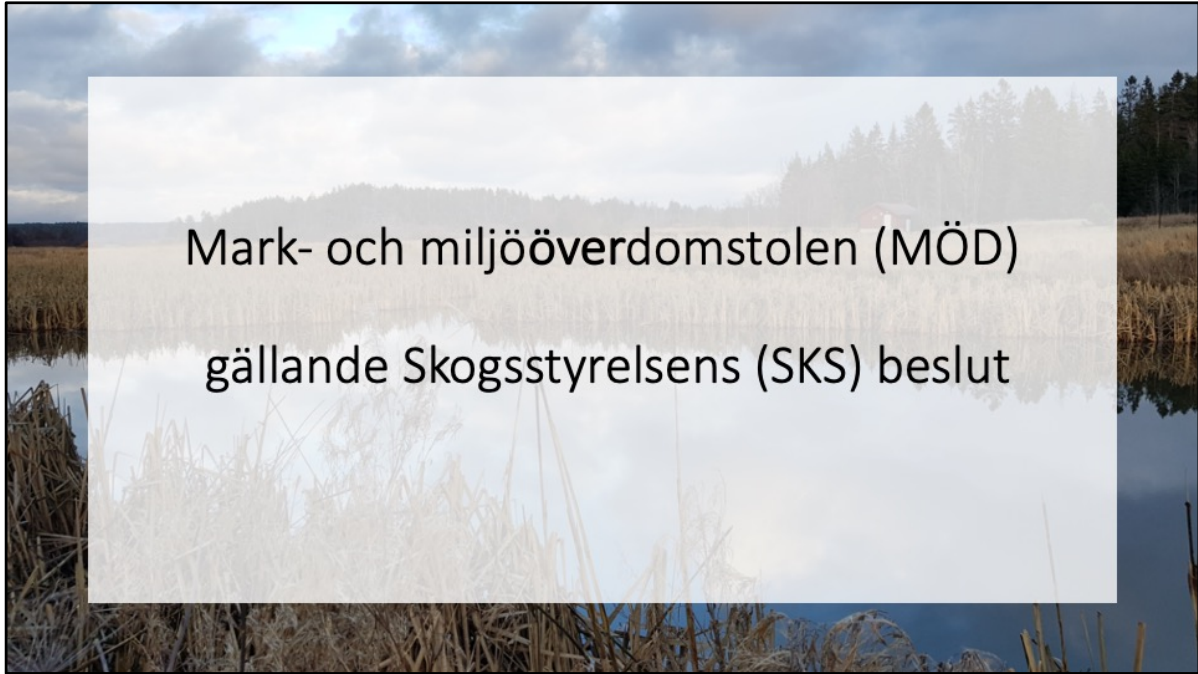 Mark- och miljööverdomstolen (MÖD)
gällande Skogsstyrelsens (SKS) beslut